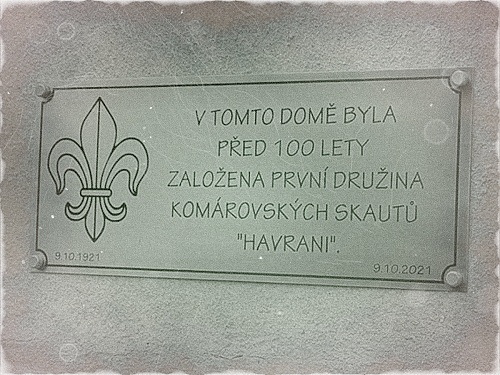 V TOMTO DOMĚ BYLA
PŘED 100 LETY
ZALOŽENA PRVNÍ DRUŽINA
KOMÁROVSKÝCH SKAUTŮ
"HAVRANI".
9.10.1921
9.10.2021